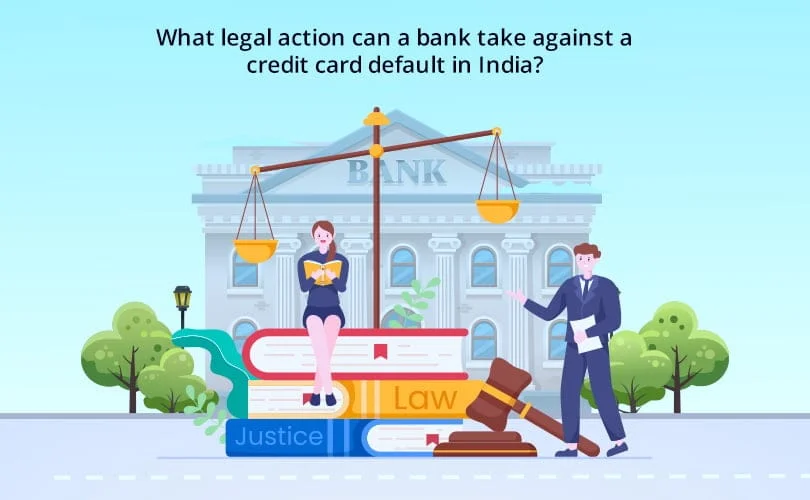 What legal action can a bank take against a
credit card default in India?
BANK
Law
Justice